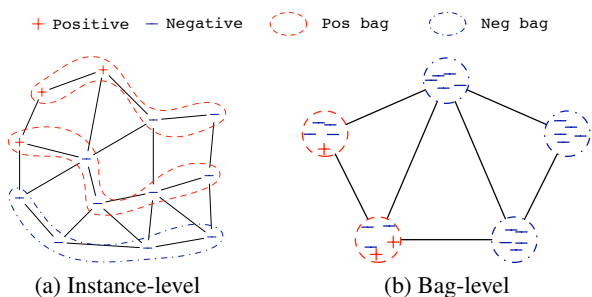 + Positive − Negative Pos bag Neg bag
(a) Instance-level (b) Bag-level